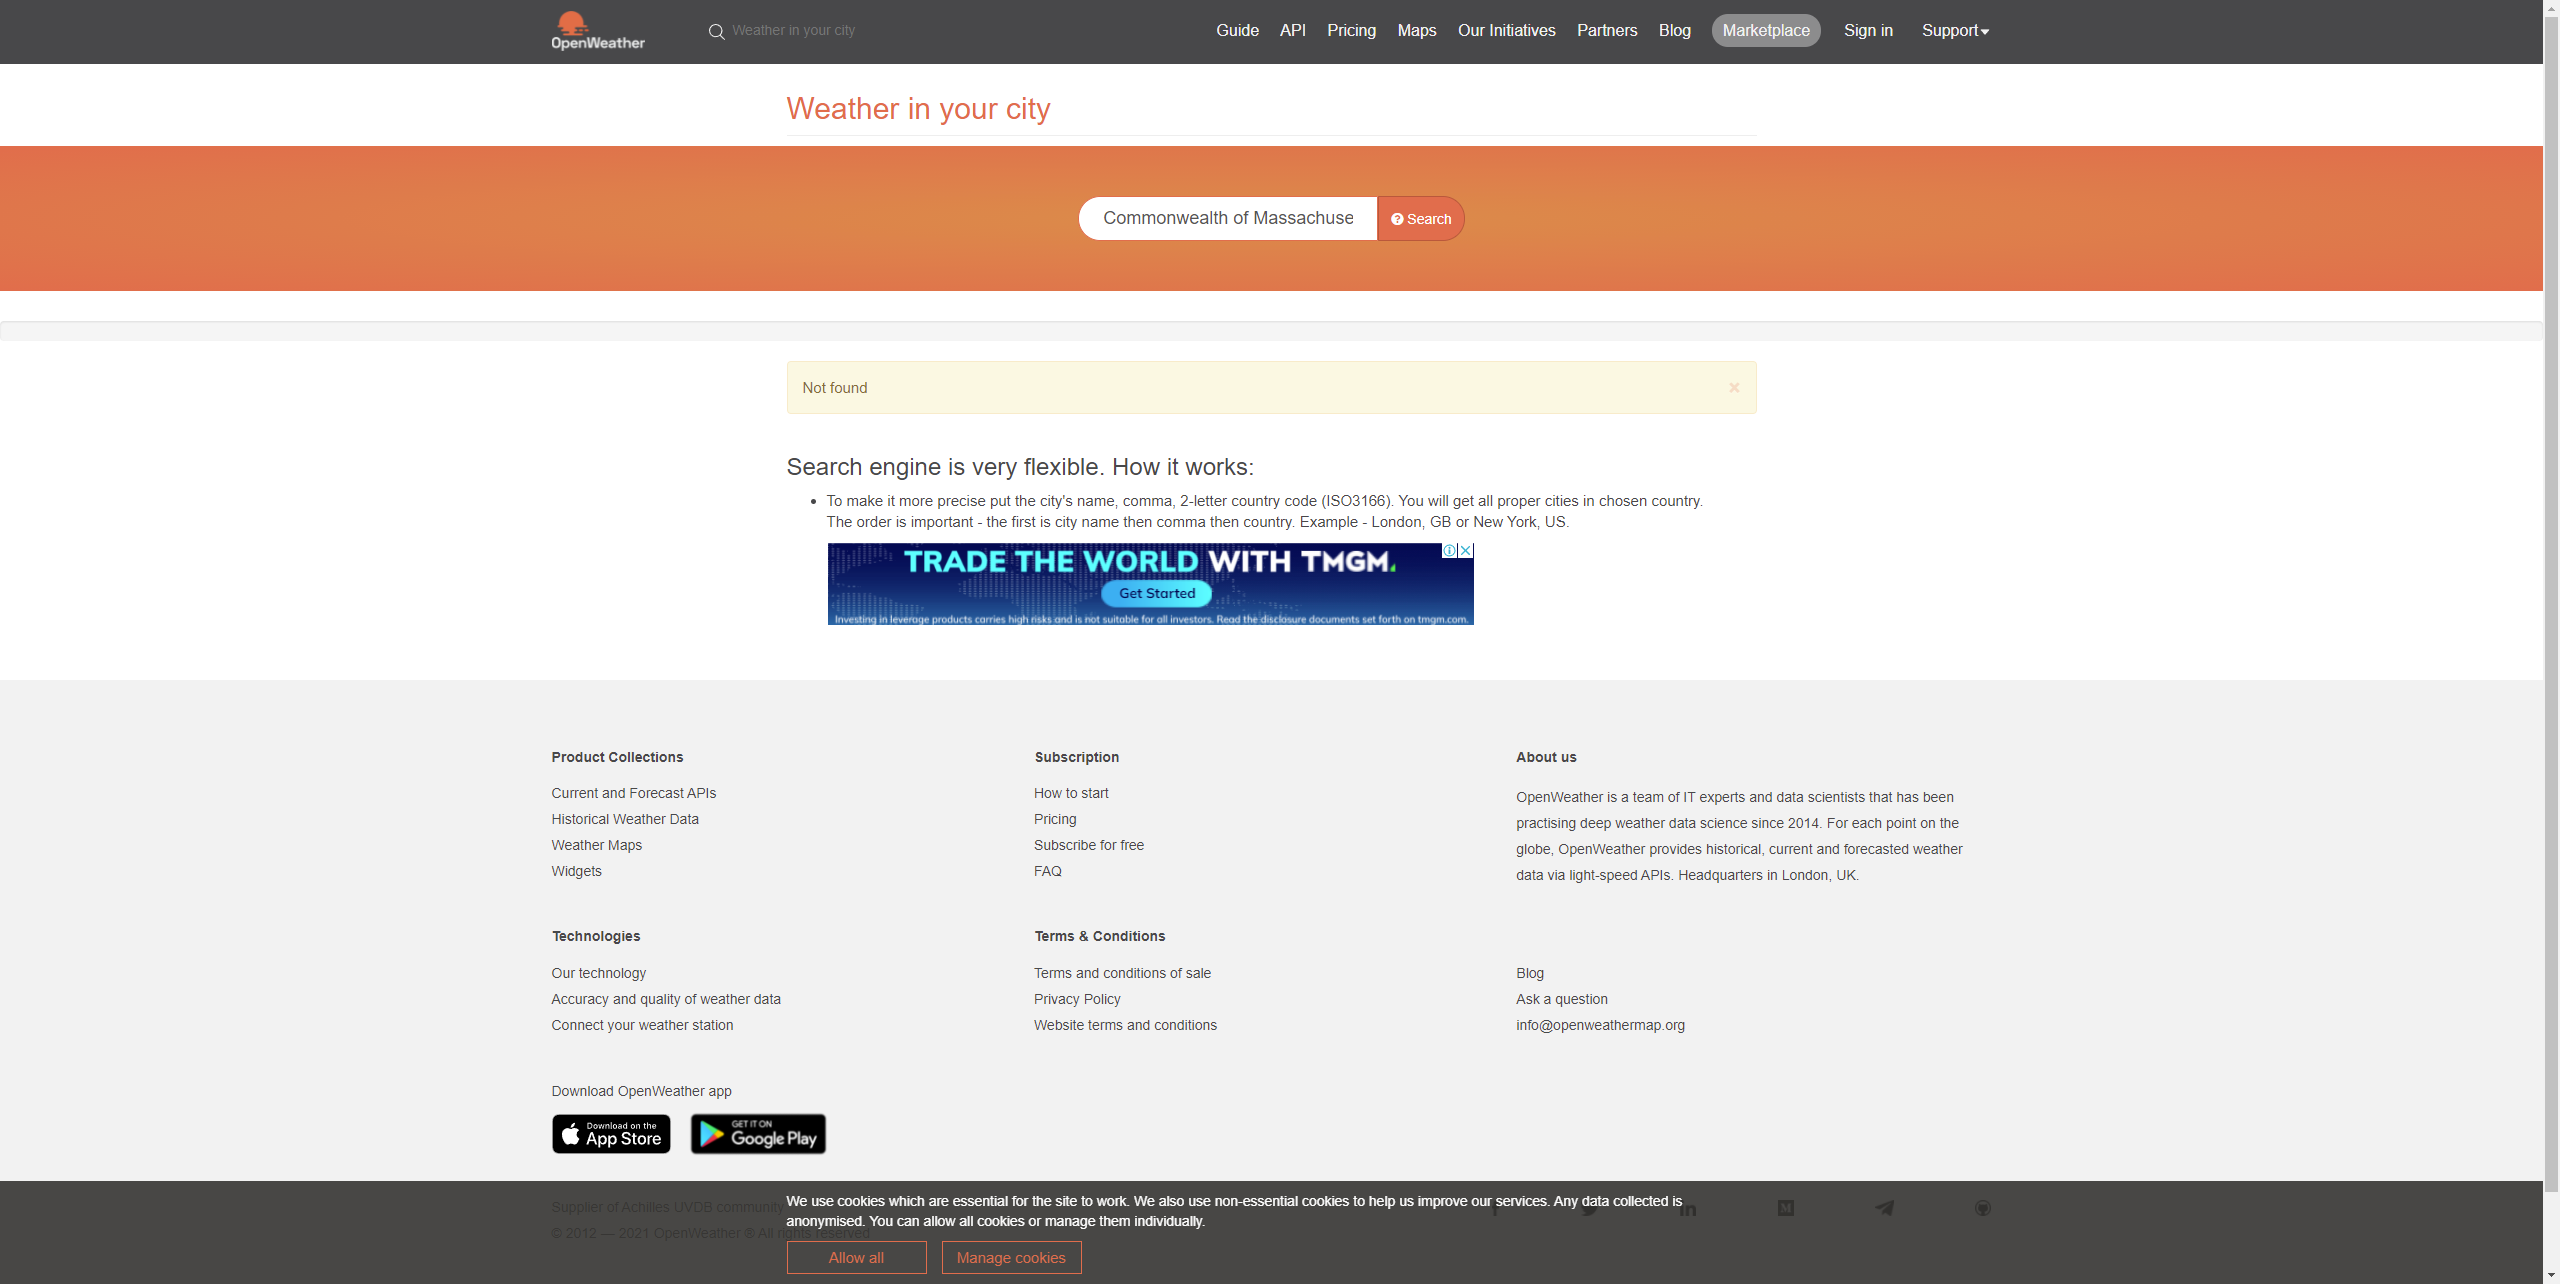 OpenWeather
Weather in your city
Guide API Pricing Maps Our Initiatives Partners Blog Marketplace Sign in Support
Weather in your city
Commonwealth of Massachuse
Search
Not found
Search engine is very flexible. How it works:
To make it more precise put the city's name, comma, 2-letter country code (ISO3166). You will get all proper cities in chosen country.
The order is important - the first is city name then comma then country. Example - London, GB or New York, US.
TRADE THE WORLD WITH TMGM.
Get Started
Investing in leverage products carries high risks and is not suitable for all investors. Read the disclosure documents set forth on tmgm.com.
Product Collections
Current and Forecast APIs
Historical Weather Data
Weather Maps
Widgets
Subscription
How to start
Pricing
Subscribe for free
FAQ
About us
OpenWeather is a team of IT experts and data scientists that has been
practising deep weather data science since 2014. For each point on the
globe, OpenWeather provides historical, current and forecasted weather
data via light-speed APIs. Headquarters in London, UK.
Technologies
Our technology
Accuracy and quality of weather data
Connect your weather station
Terms & Conditions
Terms and conditions of sale
Privacy Policy
Website terms and conditions
Blog
Ask a question
info@openweathermap.org
Download OpenWeather app
Download on the
App Store
GET IT ON
Google Play
Supplier of Achilles UVDB community
© 2012 — 2021 OpenWeather ® All rights reserved
We use cookies which are essential for the site to work. We also use non-essential cookies to help us improve our services. Any data collected is
anonymised. You can allow all cookies or manage them individually.
Allow all
Manage cookies